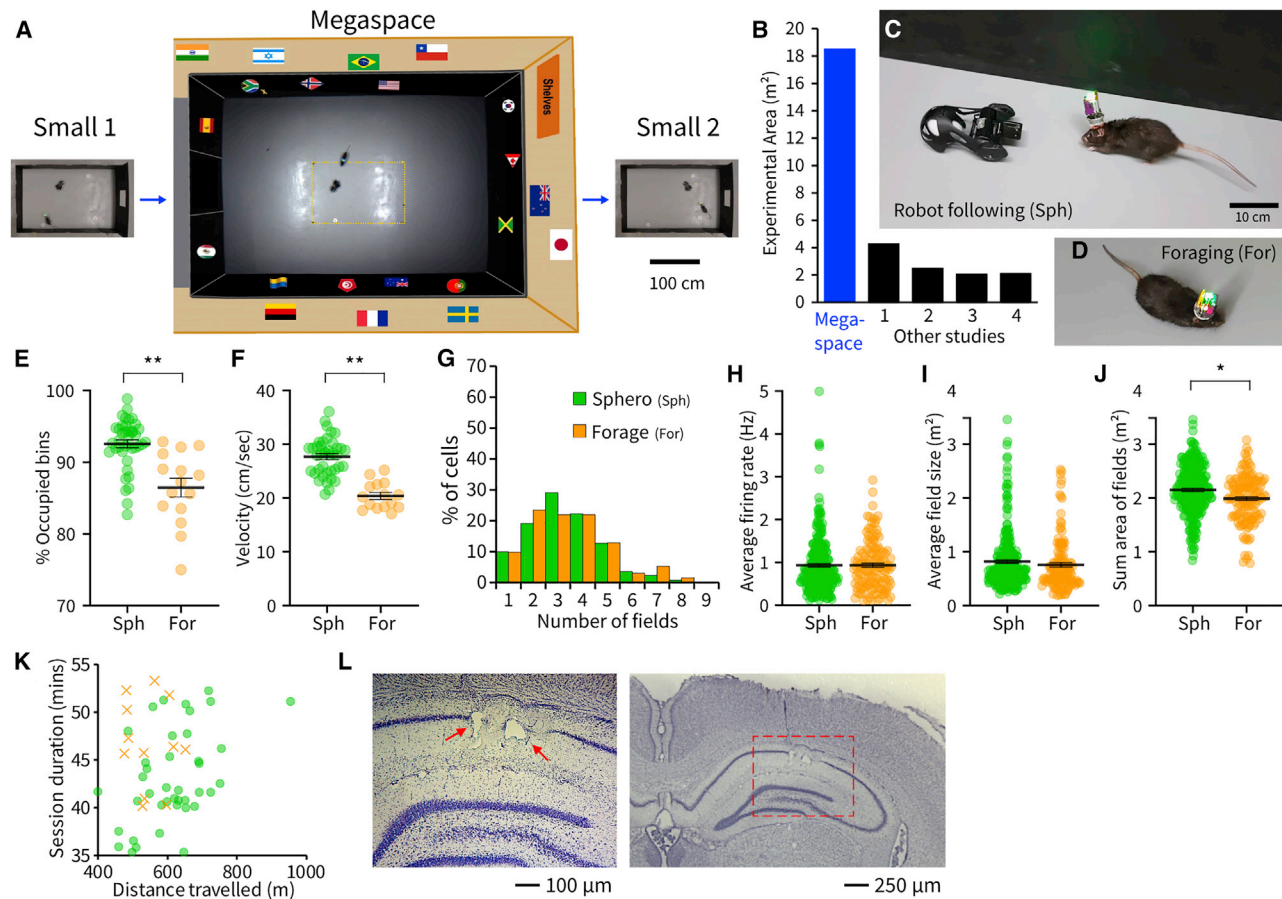 A
Megaspace
Small 1
Shelves
Small 2
100 cm
B
Experimental Area (m²)
20
18
16
14
12
10
8
6
4
2
0
Mega-
space
1 2 3 4
Other studies
C
Robot following (Sph)
10 cm
D
Foraging (For)
E
**
% Occupied bins
100
90
80
70
Sph For
F
**
Velocity (cm/sec)
40
30
20
10
0
Sph For
G
% of cells
70
60
50
40
30
20
10
0
Sphero (Sph)
Forage (For)
1 2 3 4 5 6 7 8 9
Number of fields
H
Average firing rate (Hz)
5
4
3
2
1
0
Sph For
I
Average field size (m²)
4
3
2
1
0
Sph For
J
*
Sum area of fields (m²)
4
3
2
1
0
Sph For
K
Session duration (mins)
55
50
45
40
35
400 600 800 1000
Distance travelled (m)
L
100 µm
250 µm